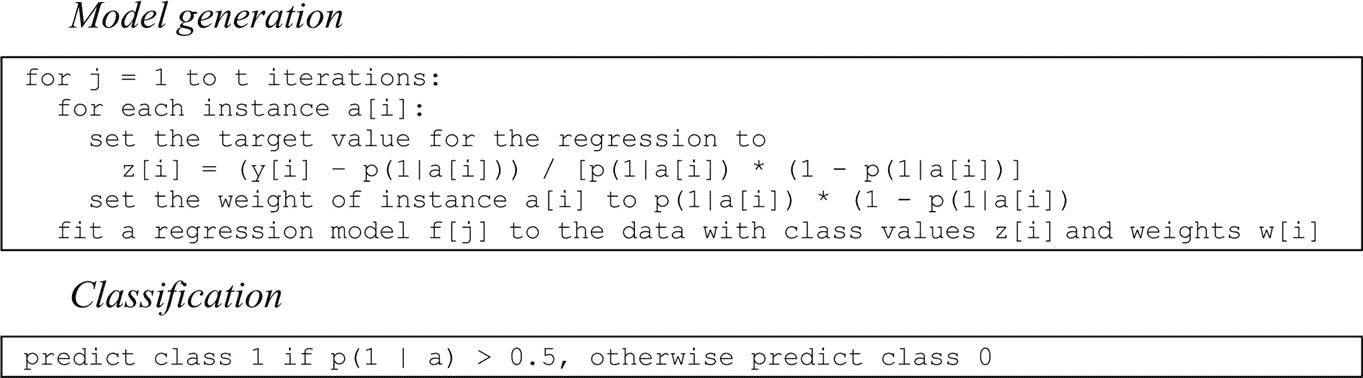 Model generation
for j = 1 to t iterations:
for each instance a[i]:
set the target value for the regression to
z[i] = (y[i] – p(1|a[i])) / [p(1|a[i]) * (1 - p(1|a[i])]
set the weight of instance a[i] to p(1|a[i]) * (1 - p(1|a[i])
fit a regression model f[j] to the data with class values z[i] and weights w[i]
Classification
predict class 1 if p(1 | a) > 0.5, otherwise predict class 0